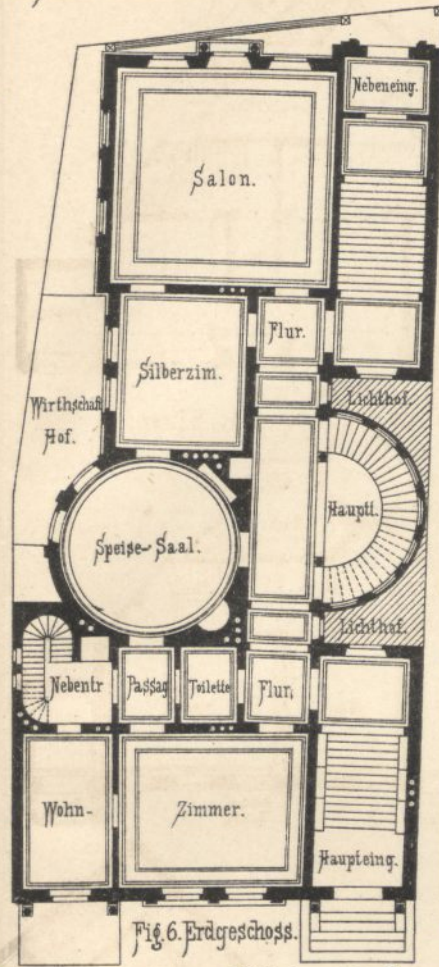 Nebeneing.
Salon.
Flur.
Silberzim.
Wirthschaft
Hof.
Lichthof.
Hauptt.
Speise-Saal.
Lichthof.
Nebentr
Passag
Toilette
Flur.
Wohn-
Zimmer.
Haupteing.
Fig. 6. Erdgeschoss.